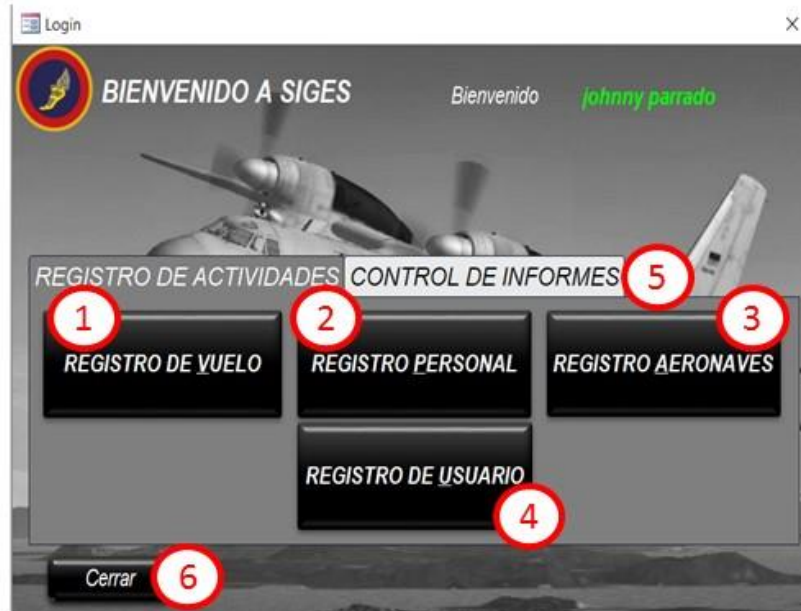 Login
BIENVENIDO A SIGES Bienvenido johnny parrado
REGISTRO DE ACTIVIDADES CONTROL DE INFORMES 5
1 2 3
REGISTRO DE VUELO REGISTRO PERSONAL REGISTRO AERONAVES
REGISTRO DE USUARIO
4
Cerrar 6